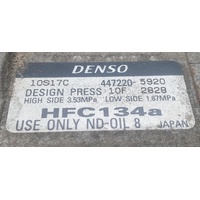 DENSO
10S17C 447220-5920
DESIGN PRESS 10F 2828
HIGH SIDE 3.53MPa LOW SIDE 1.67MPa
HFC134a
USE ONLY ND-OIL 8 JAPAN